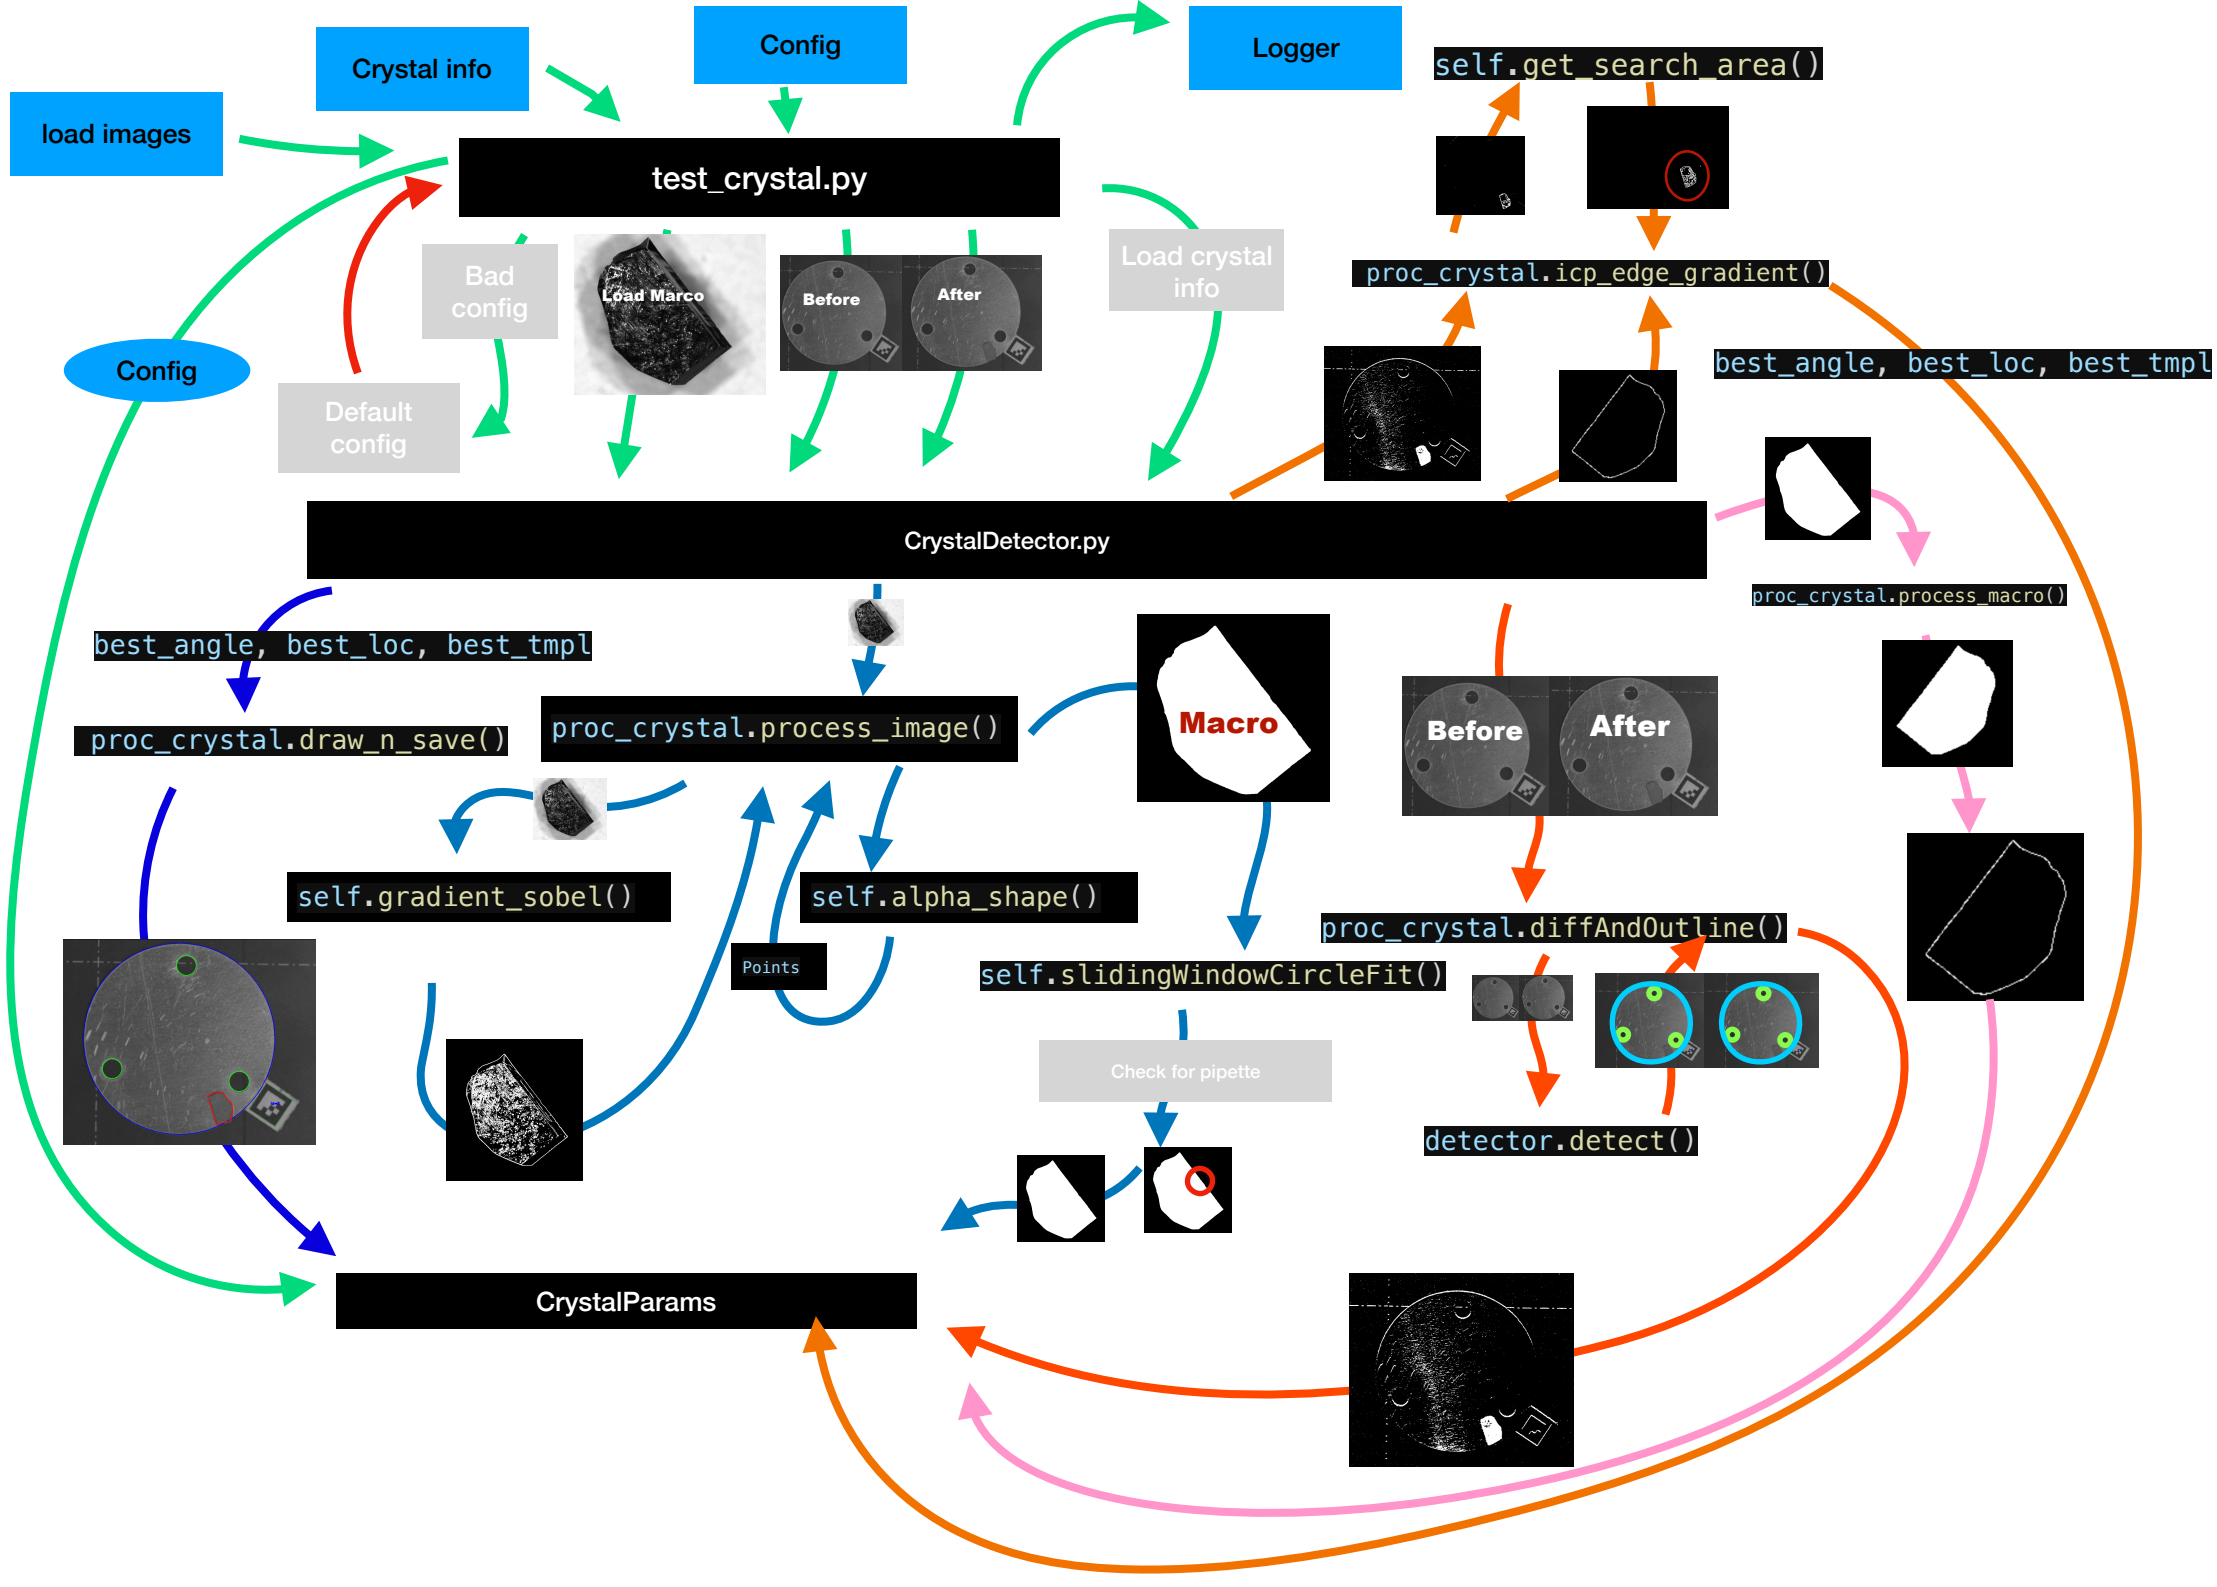 Config
Logger
Crystal info
self.get_search_area()
load images
test_crystal.py
Bad
config
Load Marco
Before
After
Load crystal
info
proc_crystal.icp_edge_gradient()
Config
best_angle, best_loc, best_tmpl
Default
config
CrystalDetector.py
proc_crystal.process_macro()
best_angle, best_loc, best_tmpl
proc_crystal.draw_n_save()
proc_crystal.process_image()
Macro
Before
After
self.gradient_sobel()
self.alpha_shape()
proc_crystal.diffAndOutline()
Points
self.slidingWindowCircleFit()
Check for pipette
detector.detect()
CrystalParams